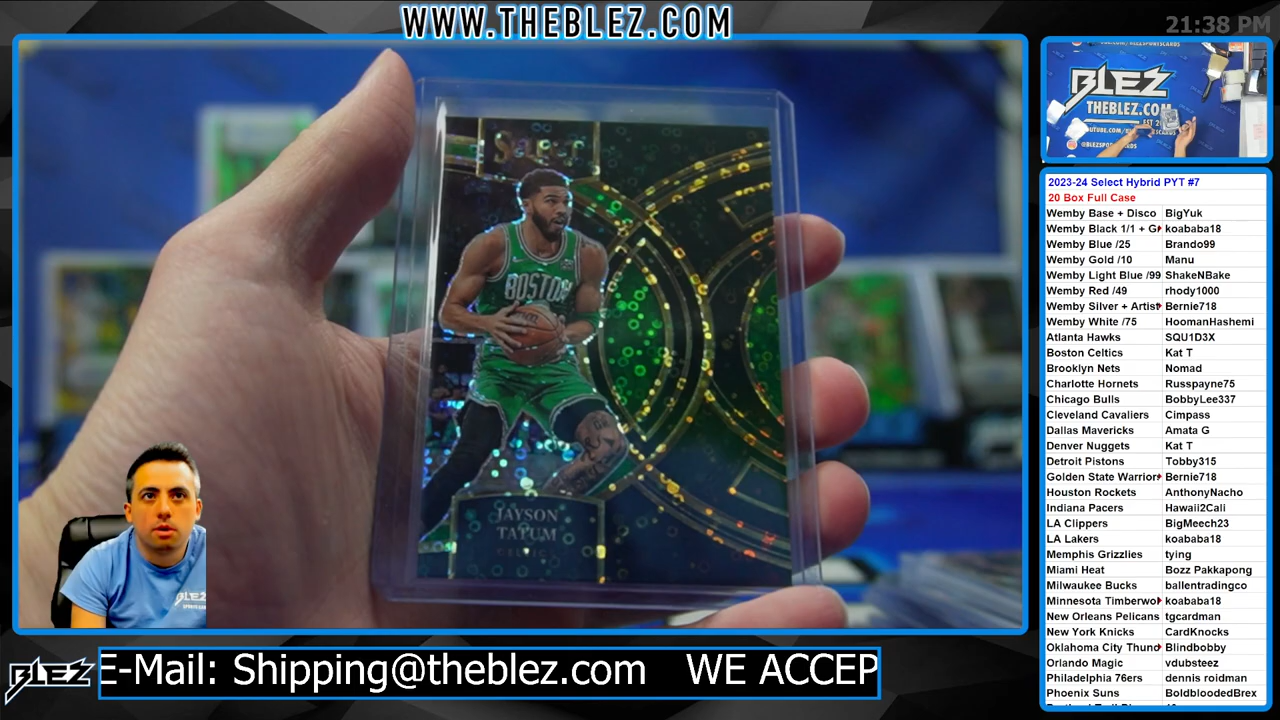 WWW.THEBLEZ.COM
21:38 PM
BLEZ
THEBLEZ.COM
Select
BOSTON
JAYSON
TATUM
CELTICS
BLEZ
2023-24 Select Hybrid PYT #7
20 Box Full Case
Wemby Base + Disco BigYuk
Wemby Black 1/1 + G koababa18
Wemby Blue /25 Brando99
Wemby Gold /10 Manu
Wemby Light Blue /99 ShakeNBake
Wemby Red /49 rhody1000
Wemby Silver + Artist Bernie718
Wemby White /75 HoomanHashemi
Atlanta Hawks SQU1D3X
Boston Celtics Kat T
Brooklyn Nets Nomad
Charlotte Hornets Russpayne75
Chicago Bulls BobbyLee337
Cleveland Cavaliers Cimpass
Dallas Mavericks Amata G
Denver Nuggets Kat T
Detroit Pistons Tobby315
Golden State Warrior Bernie718
Houston Rockets AnthonyNacho
Indiana Pacers Hawaii2Cali
LA Clippers BigMeech23
LA Lakers koababa18
Memphis Grizzlies tying
Miami Heat Bozz Pakkapong
Milwaukee Bucks ballentradingco
Minnesota Timberwo koababa18
New Orleans Pelicans tgcardman
New York Knicks CardKnocks
Oklahoma City Thund Blindbobby
Orlando Magic vdubsteez
Philadelphia 76ers dennis roidman
Phoenix Suns BoldbloodedBrex
BLEZ
E-Mail: Shipping@theblez.com WE ACCEP